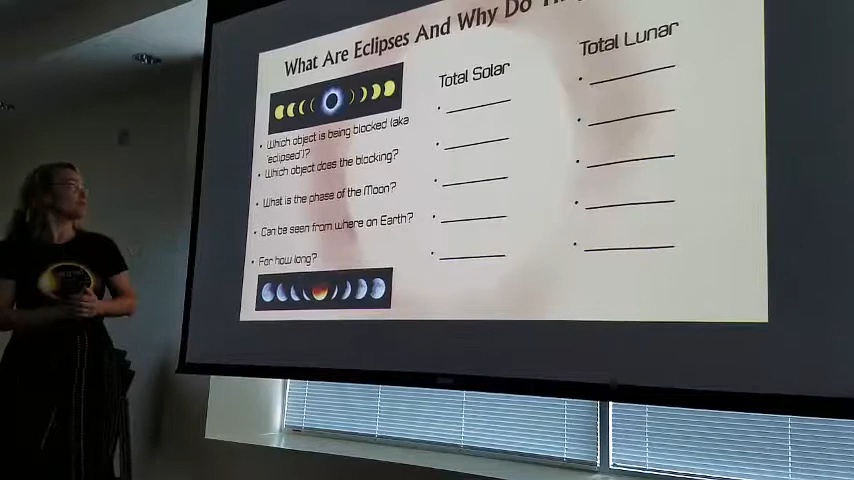 What Are Eclipses And Why Do
Total Solar
Total Lunar
• Which object is being blocked (aka
'eclipsed')?
• Which object does the blocking?
• What is the phase of the Moon?
• Can be seen from where on Earth?
• For how long?